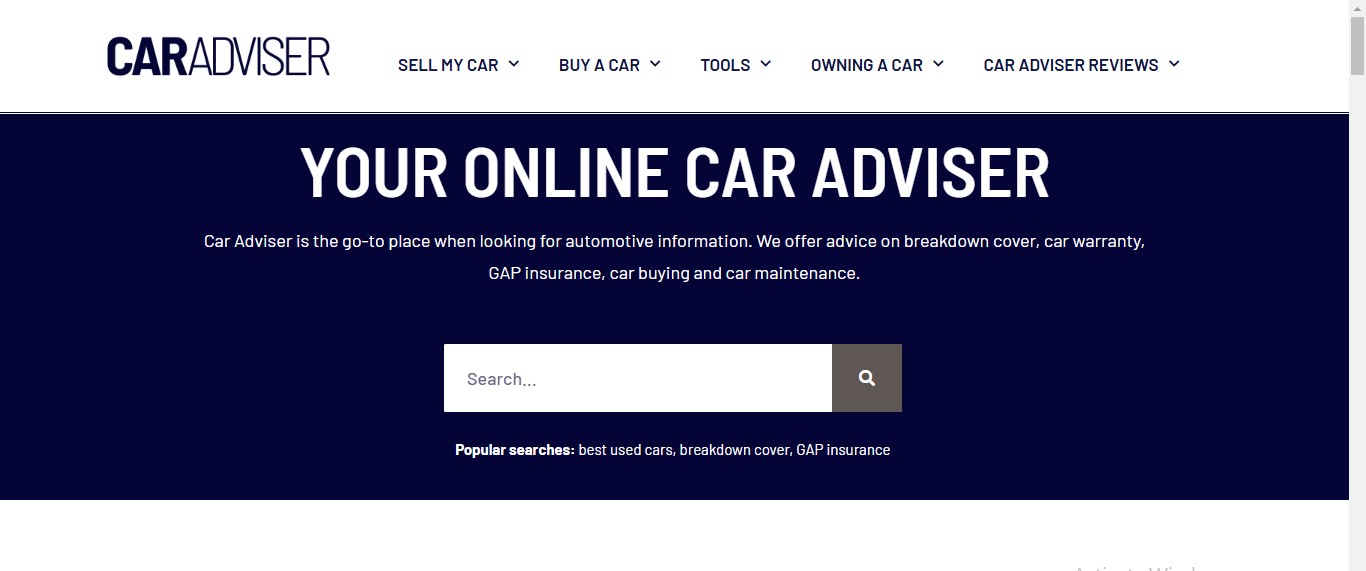 CARADVISER
SELL MY CAR
BUY A CAR
TOOLS
OWNING A CAR
CAR ADVISER REVIEWS
YOUR ONLINE CAR ADVISER
Car Adviser is the go-to place when looking for automotive information. We offer advice on breakdown cover, car warranty,
GAP insurance, car buying and car maintenance.
Search...
Popular searches: best used cars, breakdown cover, GAP insurance